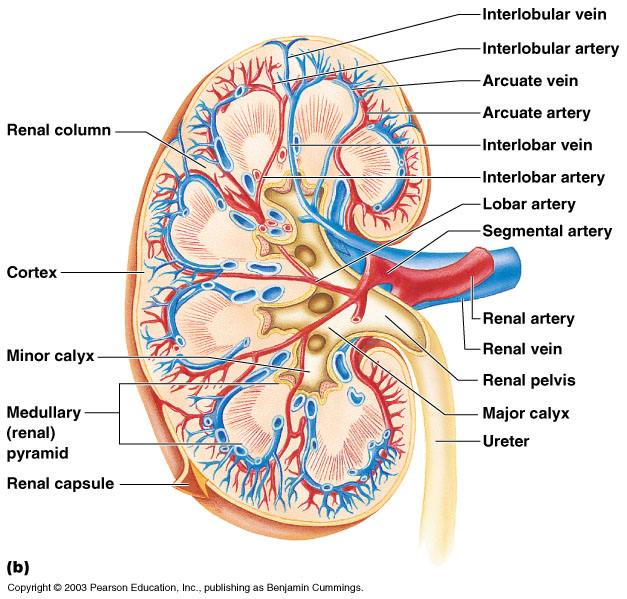 Interlobular vein
Interlobular artery
Arcuate vein
Arcuate artery
Renal column
Interlobar vein
Interlobar artery
Lobar artery
Segmental artery
Cortex
Renal artery
Renal vein
Minor calyx
Renal pelvis
Medullary
(renal)
pyramid
Major calyx
Ureter
Renal capsule
(b)
Copyright © 2003 Pearson Education, Inc., publishing as Benjamin Cummings.